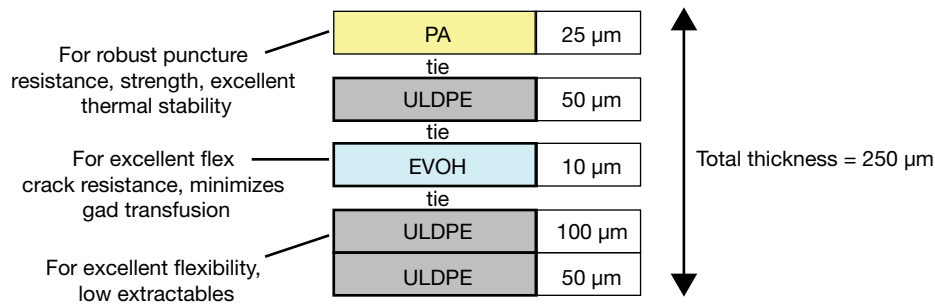 For robust puncture
resistance, strength, excellent
thermal stability
PA 25 µm
tie
ULDPE 50 µm
tie
For excellent flex
crack resistance, minimizes
gad transfusion
EVOH 10 µm
tie
ULDPE 100 µm
ULDPE 50 µm
For excellent flexibility,
low extractables
Total thickness = 250 µm